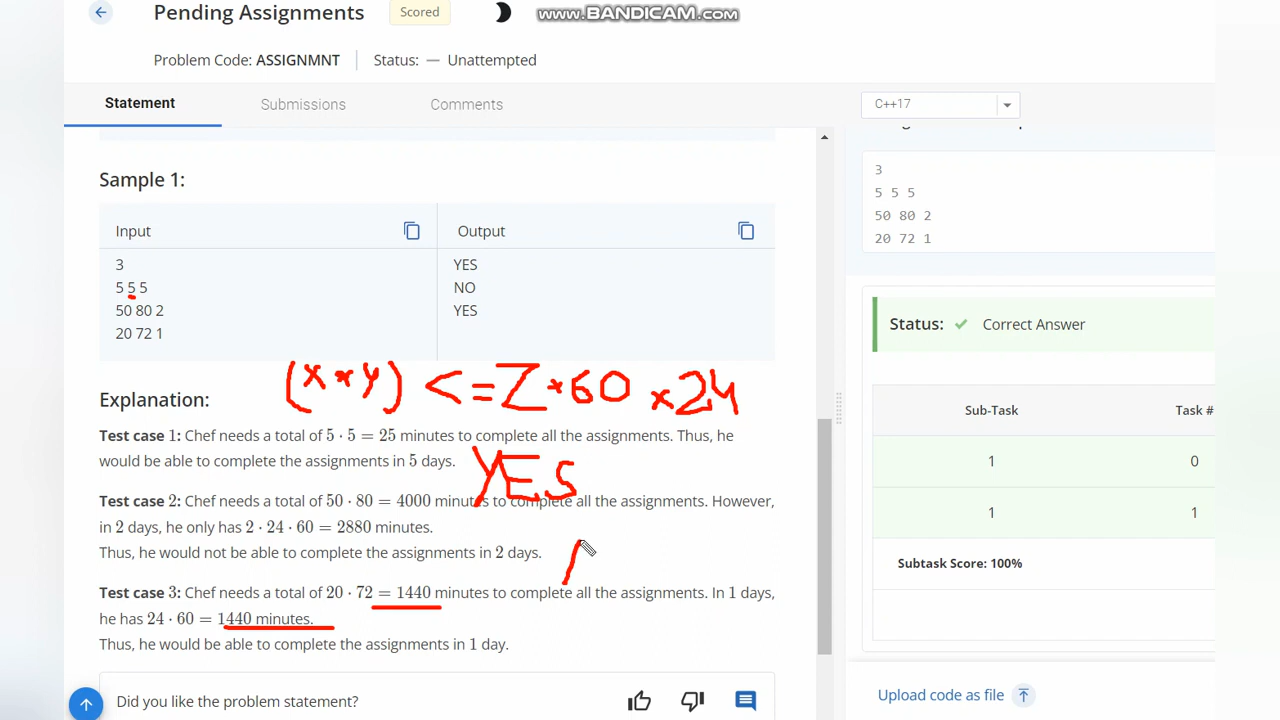 Pending Assignments Scored www.BANDICAM.com
Problem Code: ASSIGNMNT Status: — Unattempted
Statement Submissions Comments
C++17
Sample 1:
Input Output
3 YES
5 5 5 NO
50 80 2 YES
20 72 1
(X * Y) <= Z * 60 * 24
Explanation:
Test case 1: Chef needs a total of 5 · 5 = 25 minutes to complete all the assignments. Thus, he
would be able to complete the assignments in 5 days.
YES
Test case 2: Chef needs a total of 50 · 80 = 4000 minutes to complete all the assignments. However,
in 2 days, he only has 2 · 24 · 60 = 2880 minutes.
Thus, he would not be able to complete the assignments in 2 days.
Test case 3: Chef needs a total of 20 · 72 = 1440 minutes to complete all the assignments. In 1 days,
he has 24 · 60 = 1440 minutes.
Thus, he would be able to complete the assignments in 1 day.
Did you like the problem statement?
3
5 5 5
50 80 2
20 72 1
Status: ✓ Correct Answer
Sub-Task Task #
1 0
1 1
Subtask Score: 100%
Upload code as file